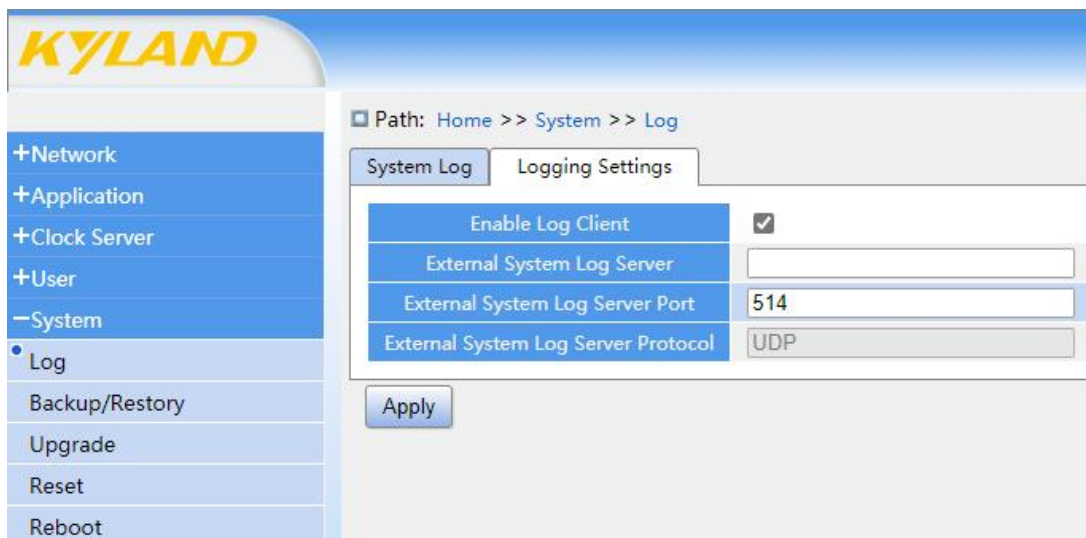 KYLAND
Path: Home >> System >> Log
+Network
+Application
+Clock Server
+User
−System
Log
Backup/Restory
Upgrade
Reset
Reboot
System Log
Logging Settings
Enable Log Client
External System Log Server
External System Log Server Port 514
External System Log Server Protocol UDP
Apply